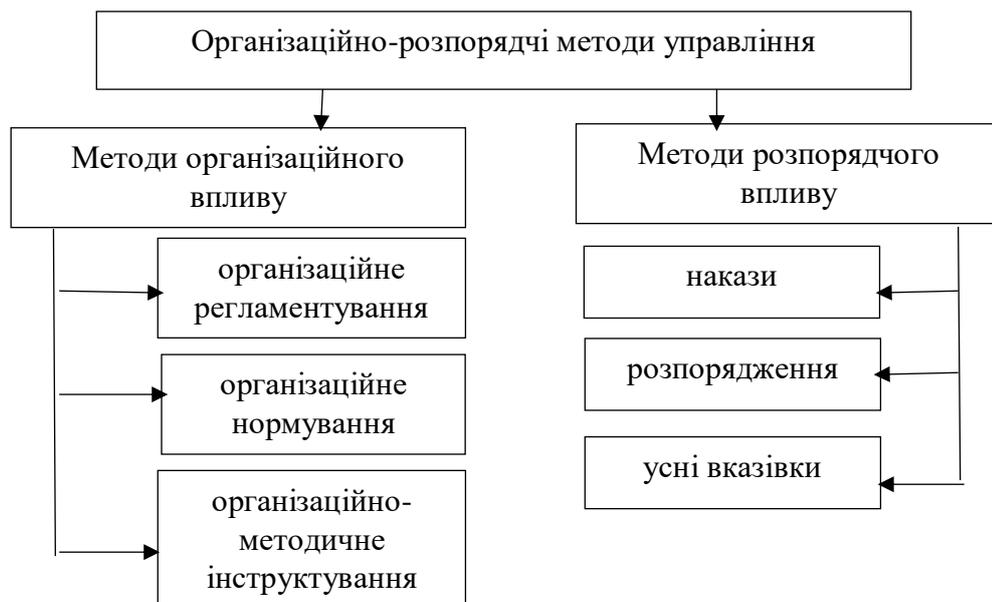 Організаційно-розпорядчі методи управління
Методи організаційного
впливу
організаційне
регламентування
організаційне
нормування
організаційно-
методичне
інструктування
Методи розпорядчого
впливу
накази
розпорядження
усні вказівки